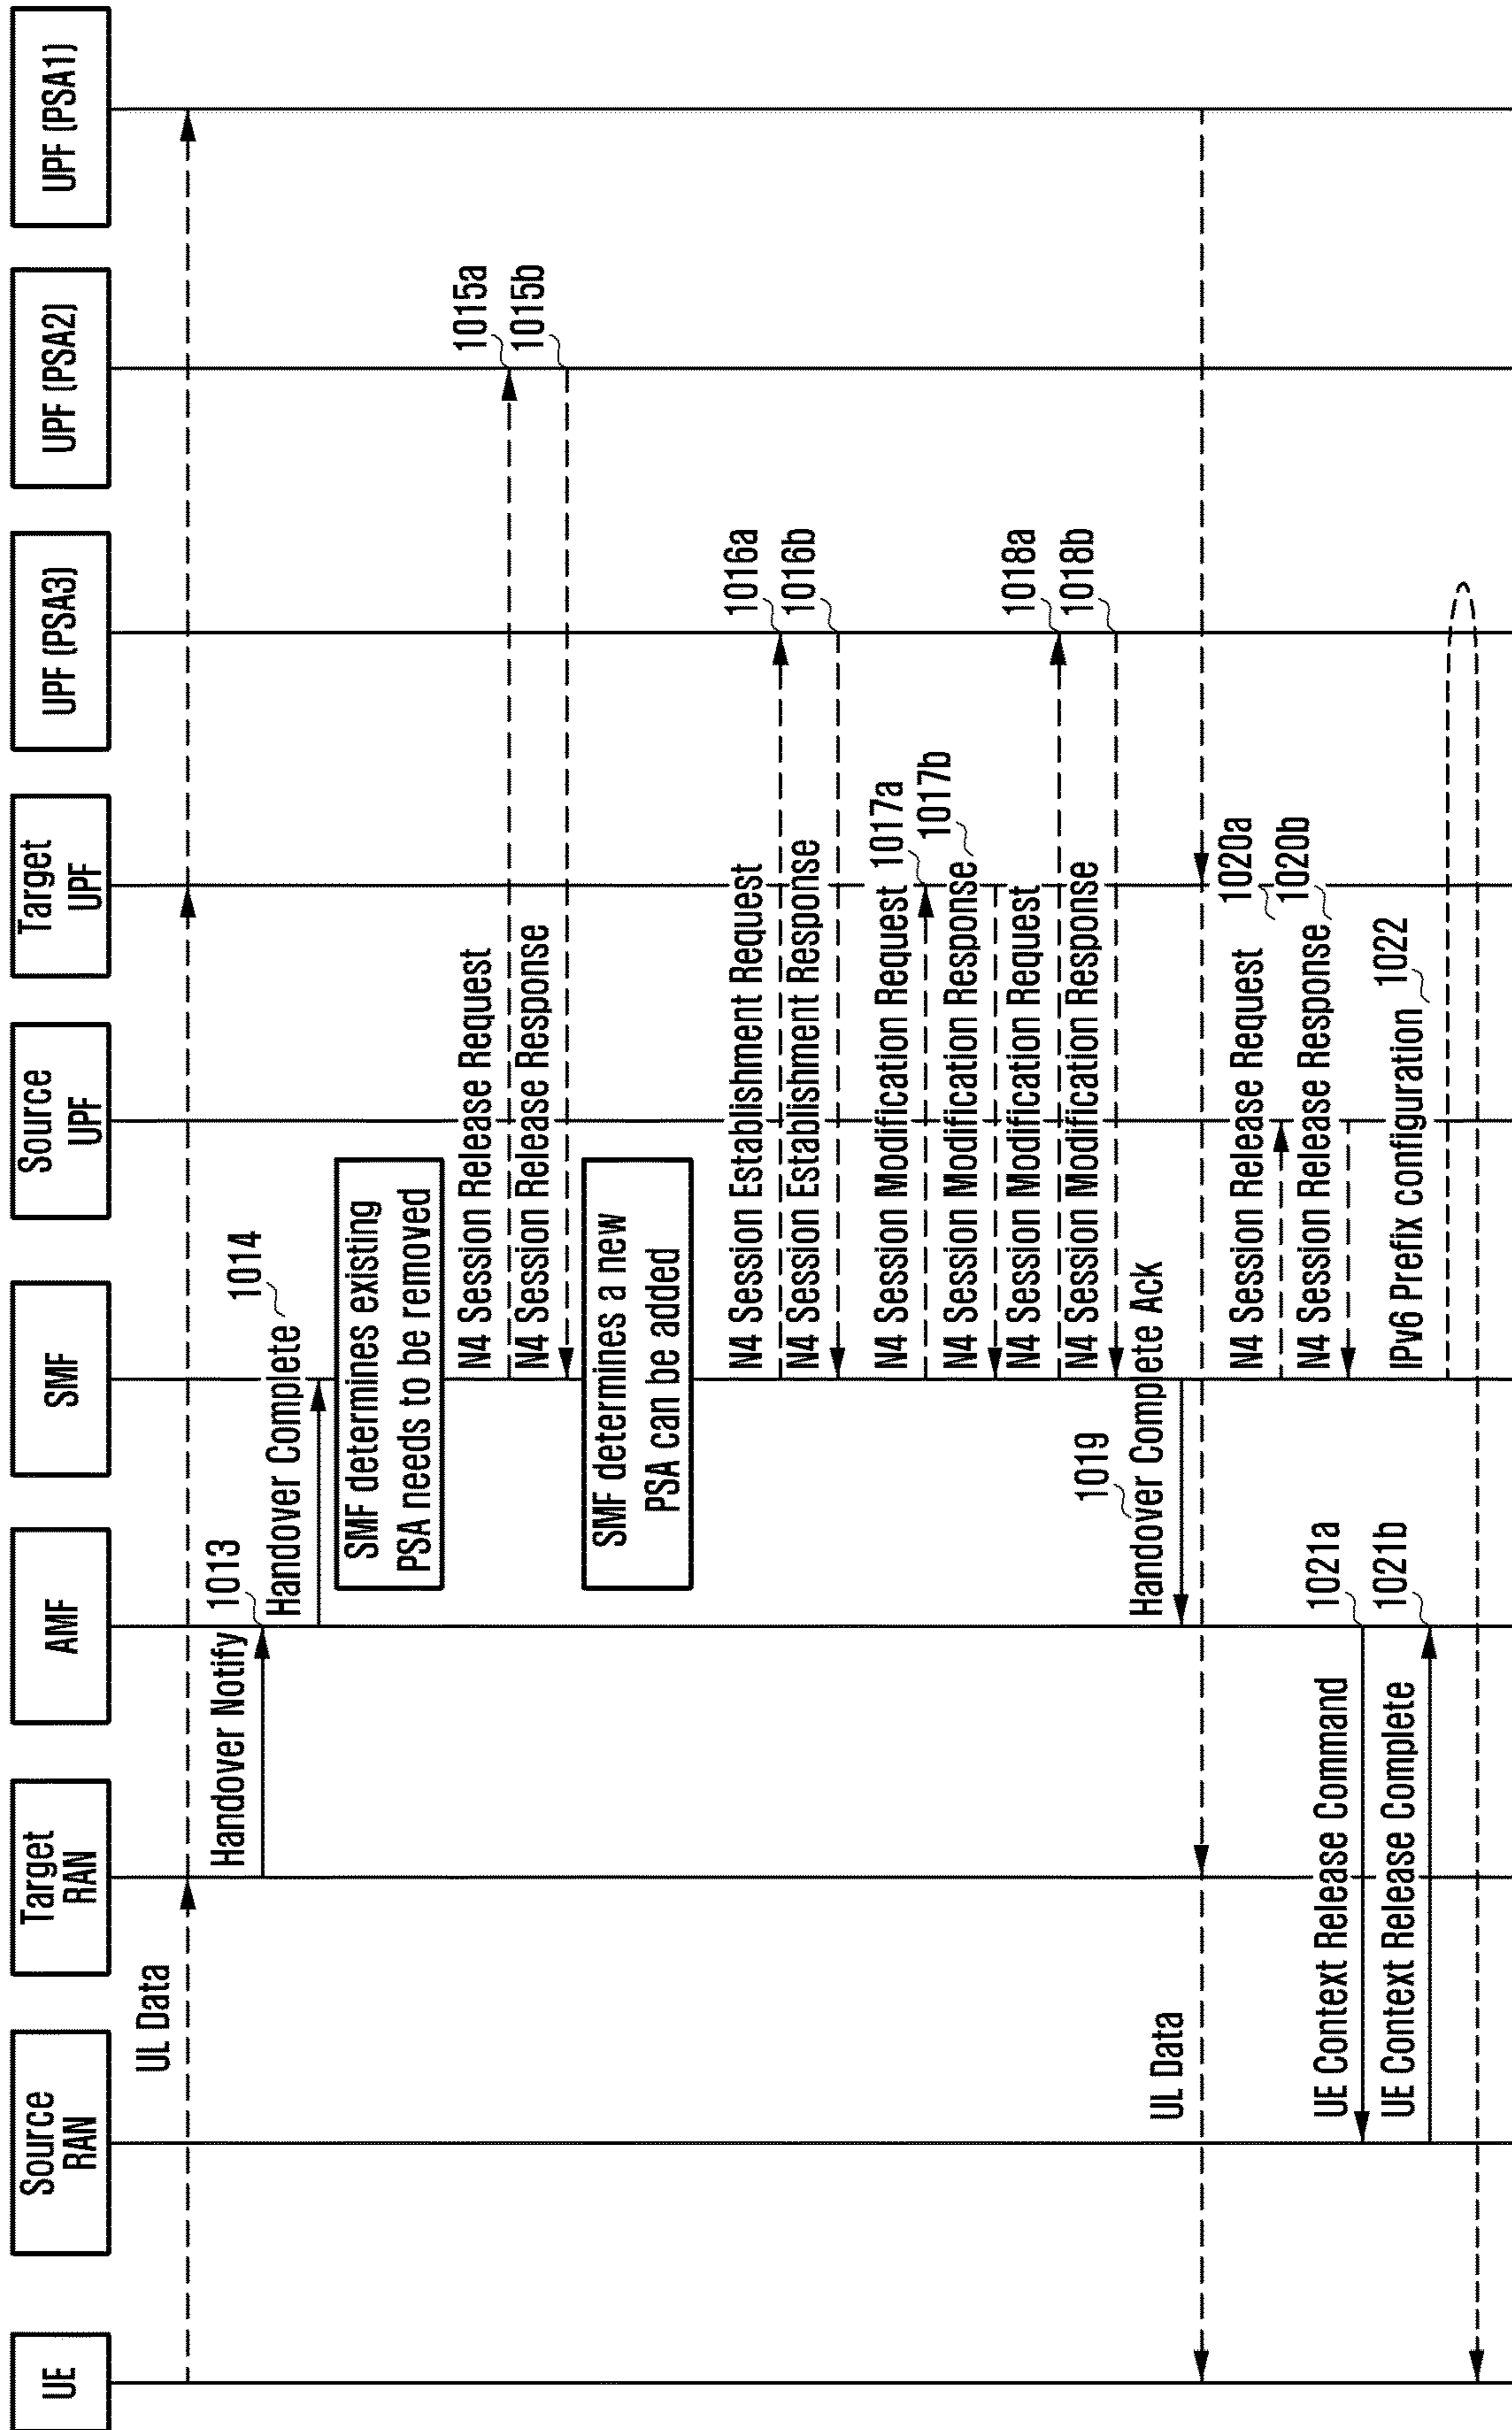 UE
Source
RAN
Target
RAN
AMF
SMF
Source
UPF
Target
UPF
UPF (PSA3)
UPF (PSA2)
UPF (PSA1)
UL Data
Handover Notify
1013
Handover Complete
1014
SMF determines existing
PSA needs to be removed
N4 Session Release Request
1015a
N4 Session Release Response
1015b
SMF determines a new
PSA can be added
N4 Session Establishment Request
1016a
N4 Session Establishment Response
1016b
N4 Session Modification Request
1017a
N4 Session Modification Response
1017b
N4 Session Modification Request
1018a
N4 Session Modification Response
1018b
1019
Handover Complete Ack
UL Data
N4 Session Release Request
1020a
N4 Session Release Response
1020b
UE Context Release Command
1021a
UE Context Release Complete
1021b
IPv6 Prefix configuration
1022